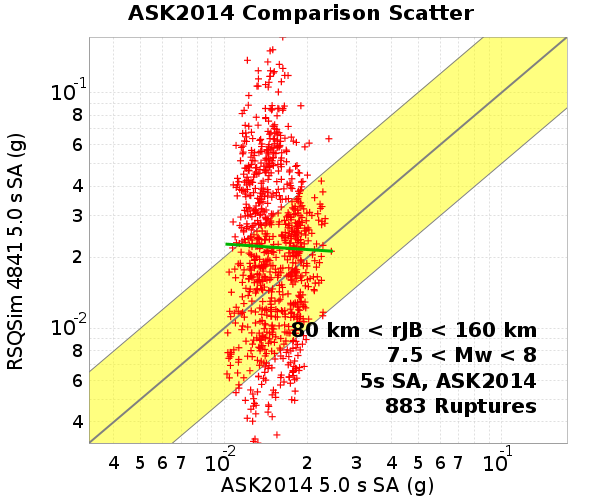 ASK2014 Comparison Scatter
RSQSim 4841 5.0 s SA (g)
10-1
8
6
4
3
2
10-2
8
6
4
80 km < rJB < 160 km
7.5 < Mw < 8
5s SA, ASK2014
883 Ruptures
4 5 6 7 10-2 2 3 4 5 6 7 10-1
ASK2014 5.0 s SA (g)